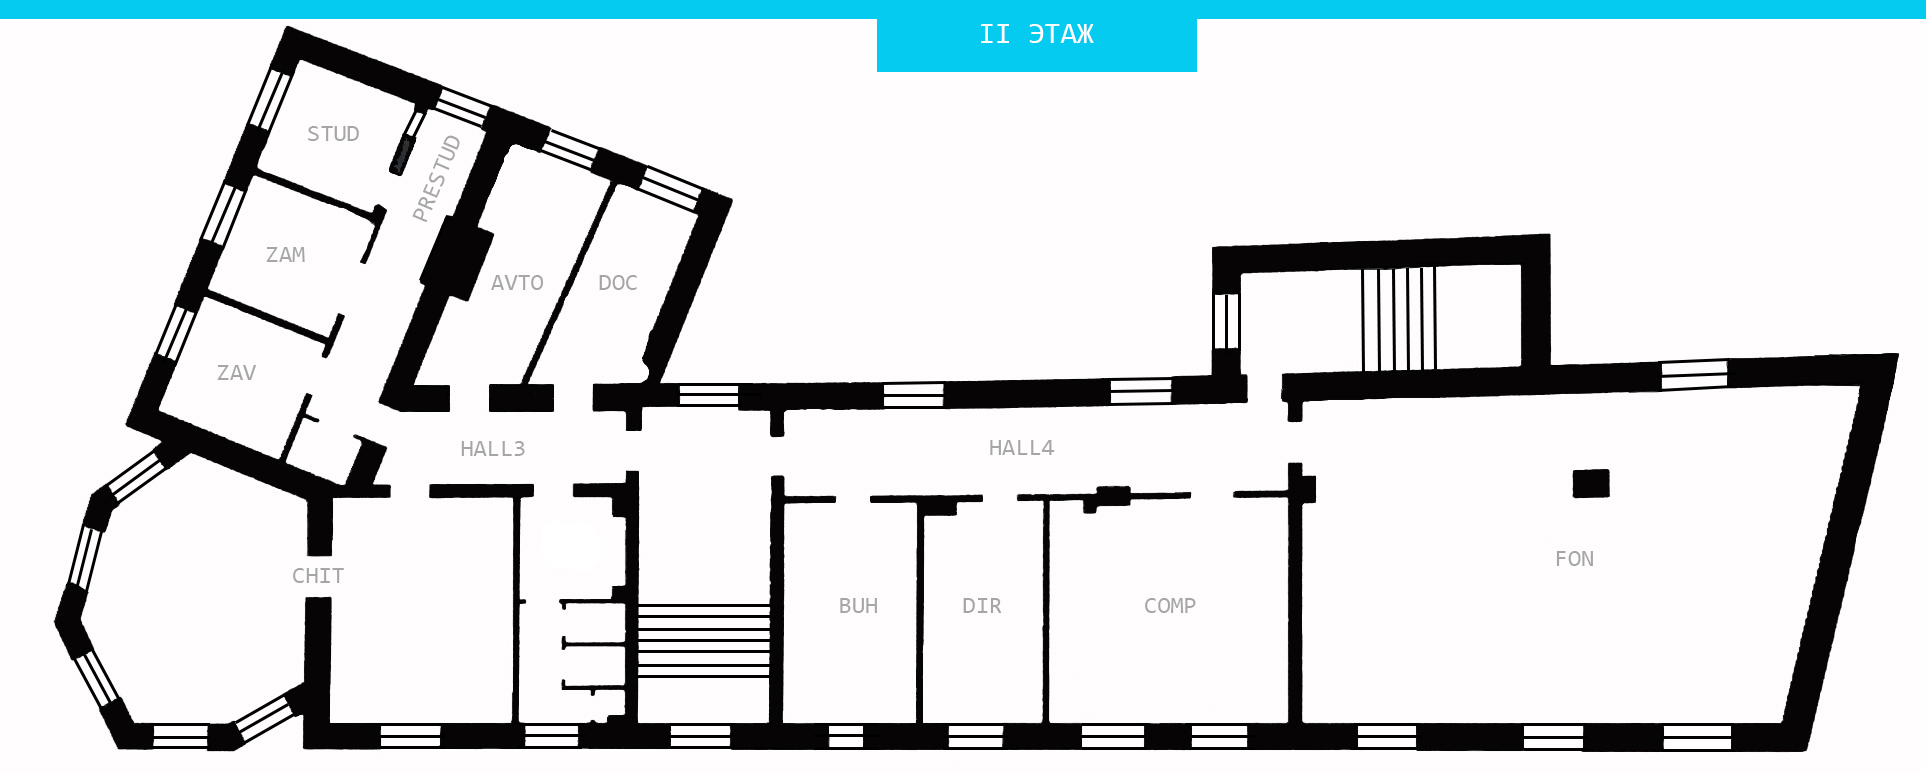 II ЭТАЖ
STUD
PRESTUD
ZAM
AVTO
DOC
ZAV
HALL3
HALL4
CHIT
BUH
DIR
COMP
FON